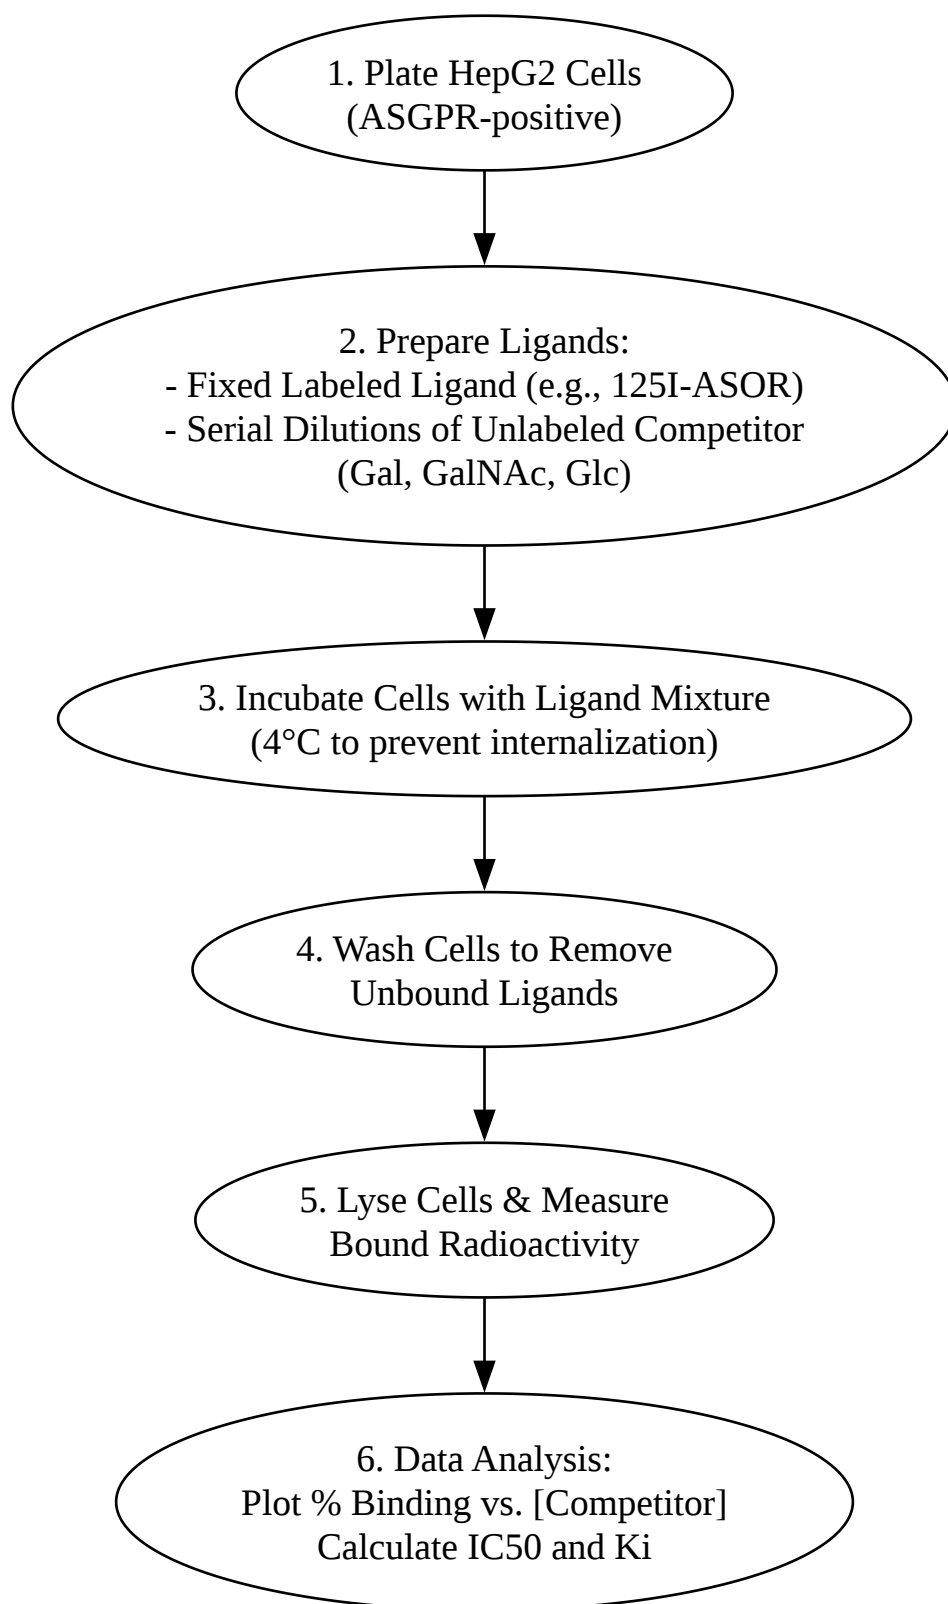 1. Plate HepG2 Cells
(ASGPR-positive)
2. Prepare Ligands:
- Fixed Labeled Ligand (e.g., 125I-ASOR)
- Serial Dilutions of Unlabeled Competitor
(Gal, GalNAc, Glc)
3. Incubate Cells with Ligand Mixture
(4°C to prevent internalization)
4. Wash Cells to Remove
Unbound Ligands
5. Lyse Cells & Measure
Bound Radioactivity
6. Data Analysis:
Plot % Binding vs. [Competitor]
Calculate IC50 and Ki